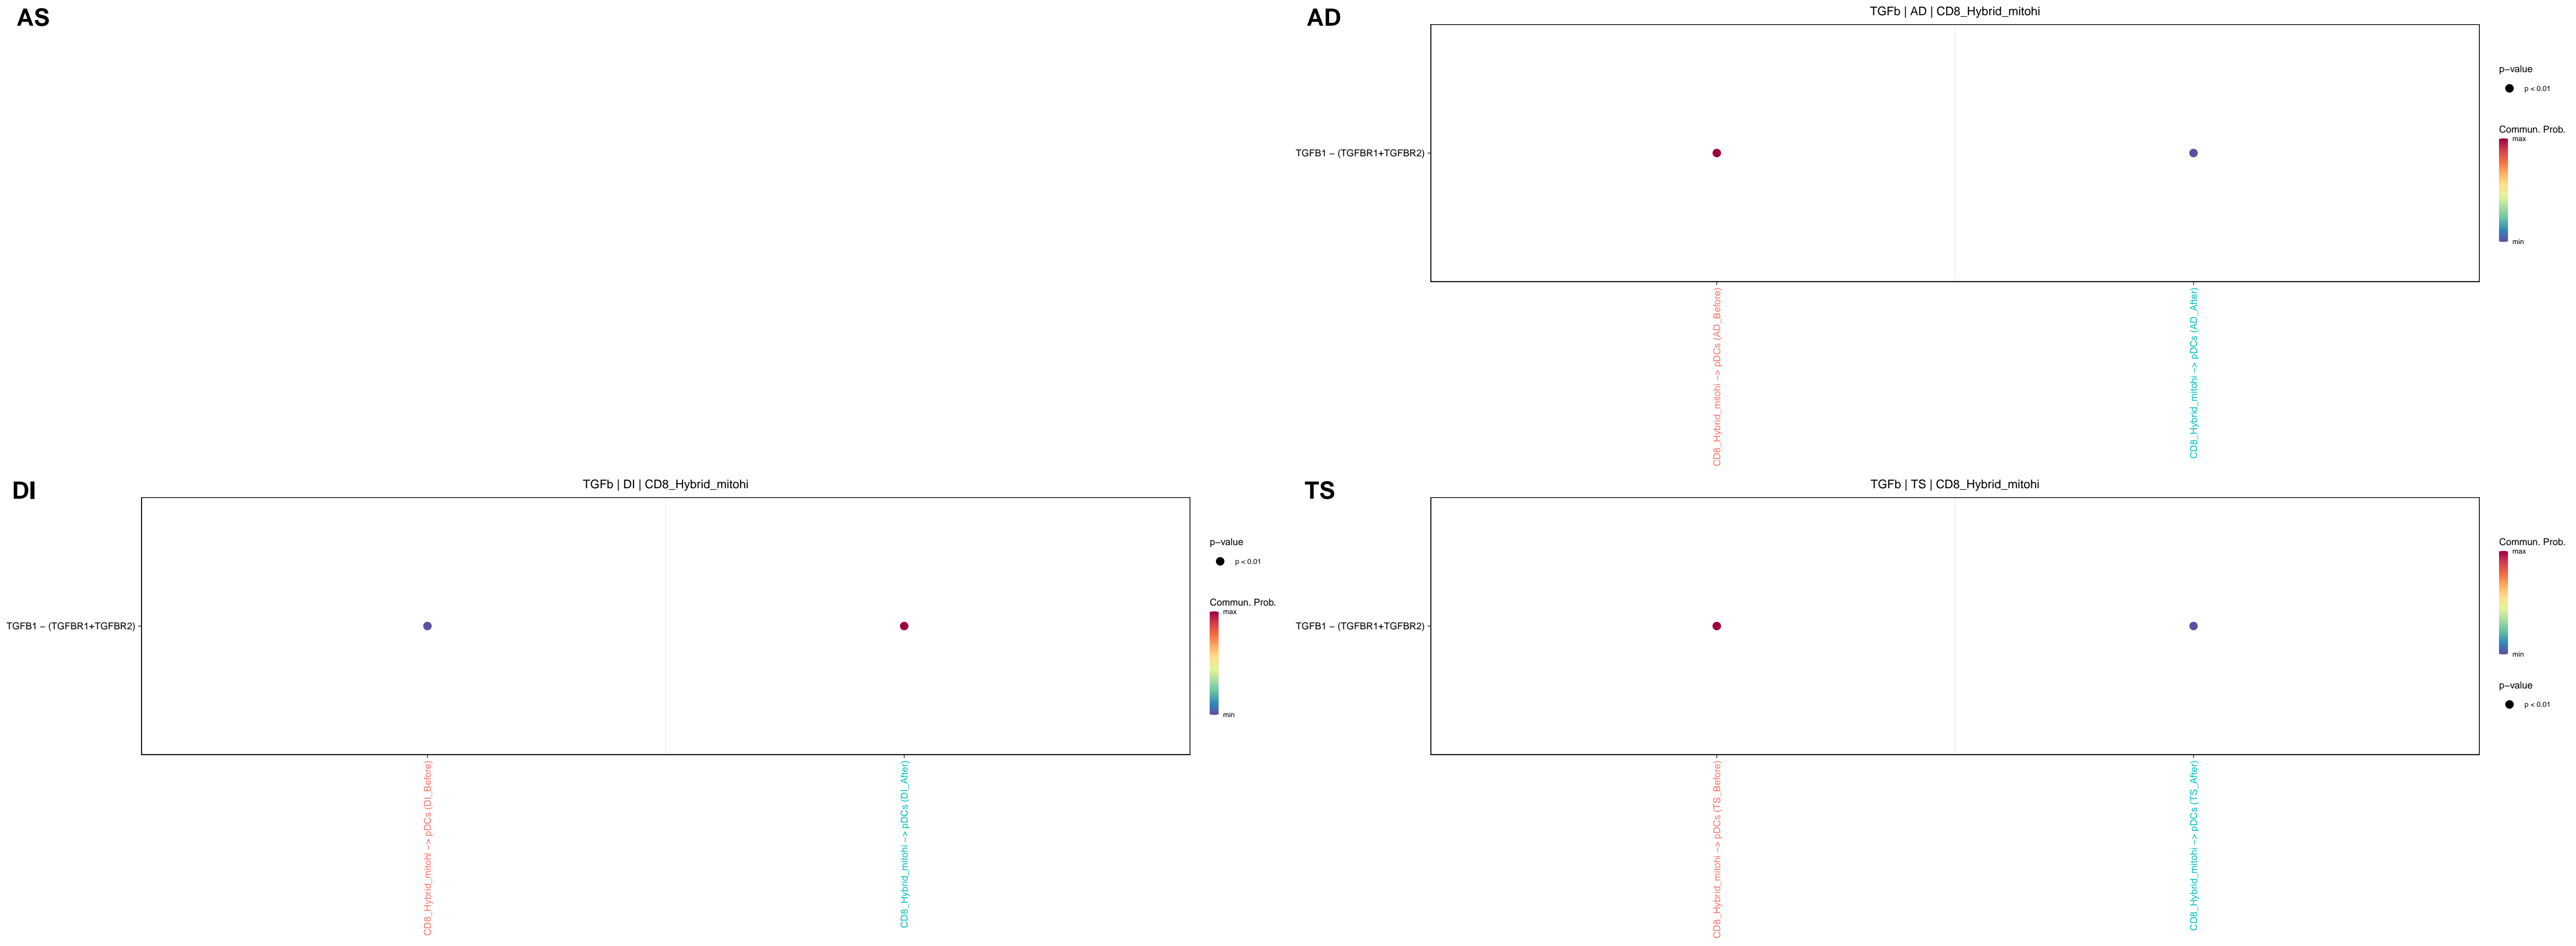 AS
AD
TGFb | AD | CD8_Hybrid_mitohi
TGFB1 − (TGFBR1+TGFBR2)
CD8_Hybrid_mitohi −> pDCs (AD_Before)
CD8_Hybrid_mitohi −> pDCs (AD_After)
p−value
p < 0.01
Commun. Prob.
max
min
DI
TGFb | DI | CD8_Hybrid_mitohi
TGFB1 − (TGFBR1+TGFBR2)
CD8_Hybrid_mitohi −> pDCs (DI_Before)
CD8_Hybrid_mitohi −> pDCs (DI_After)
p−value
p < 0.01
Commun. Prob.
max
min
TS
TGFb | TS | CD8_Hybrid_mitohi
TGFB1 − (TGFBR1+TGFBR2)
CD8_Hybrid_mitohi −> pDCs (TS_Before)
CD8_Hybrid_mitohi −> pDCs (TS_After)
Commun. Prob.
max
min
p−value
p < 0.01